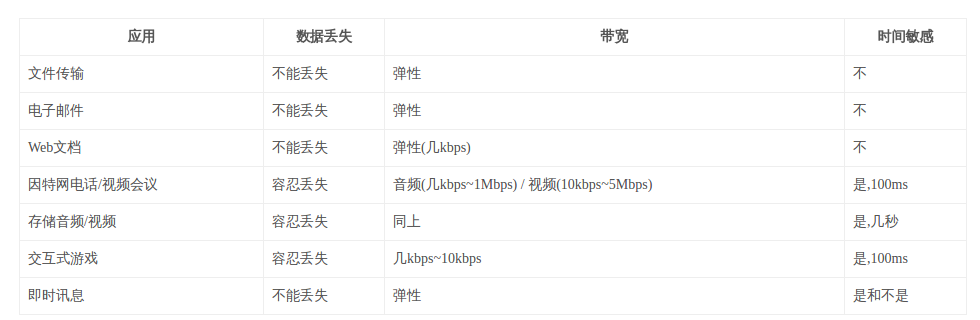 应用 数据丢失 带宽 时间敏感
文件传输 不能丢失 弹性 不
电子邮件 不能丢失 弹性 不
Web文档 不能丢失 弹性(几kbps) 不
因特网电话/视频会议 容忍丢失 音频(几kbps~1Mbps) / 视频(10kbps~5Mbps) 是,100ms
存储音频/视频 容忍丢失 同上 是,几秒
交互式游戏 容忍丢失 几kbps~10kbps 是,100ms
即时讯息 不能丢失 弹性 是和不是